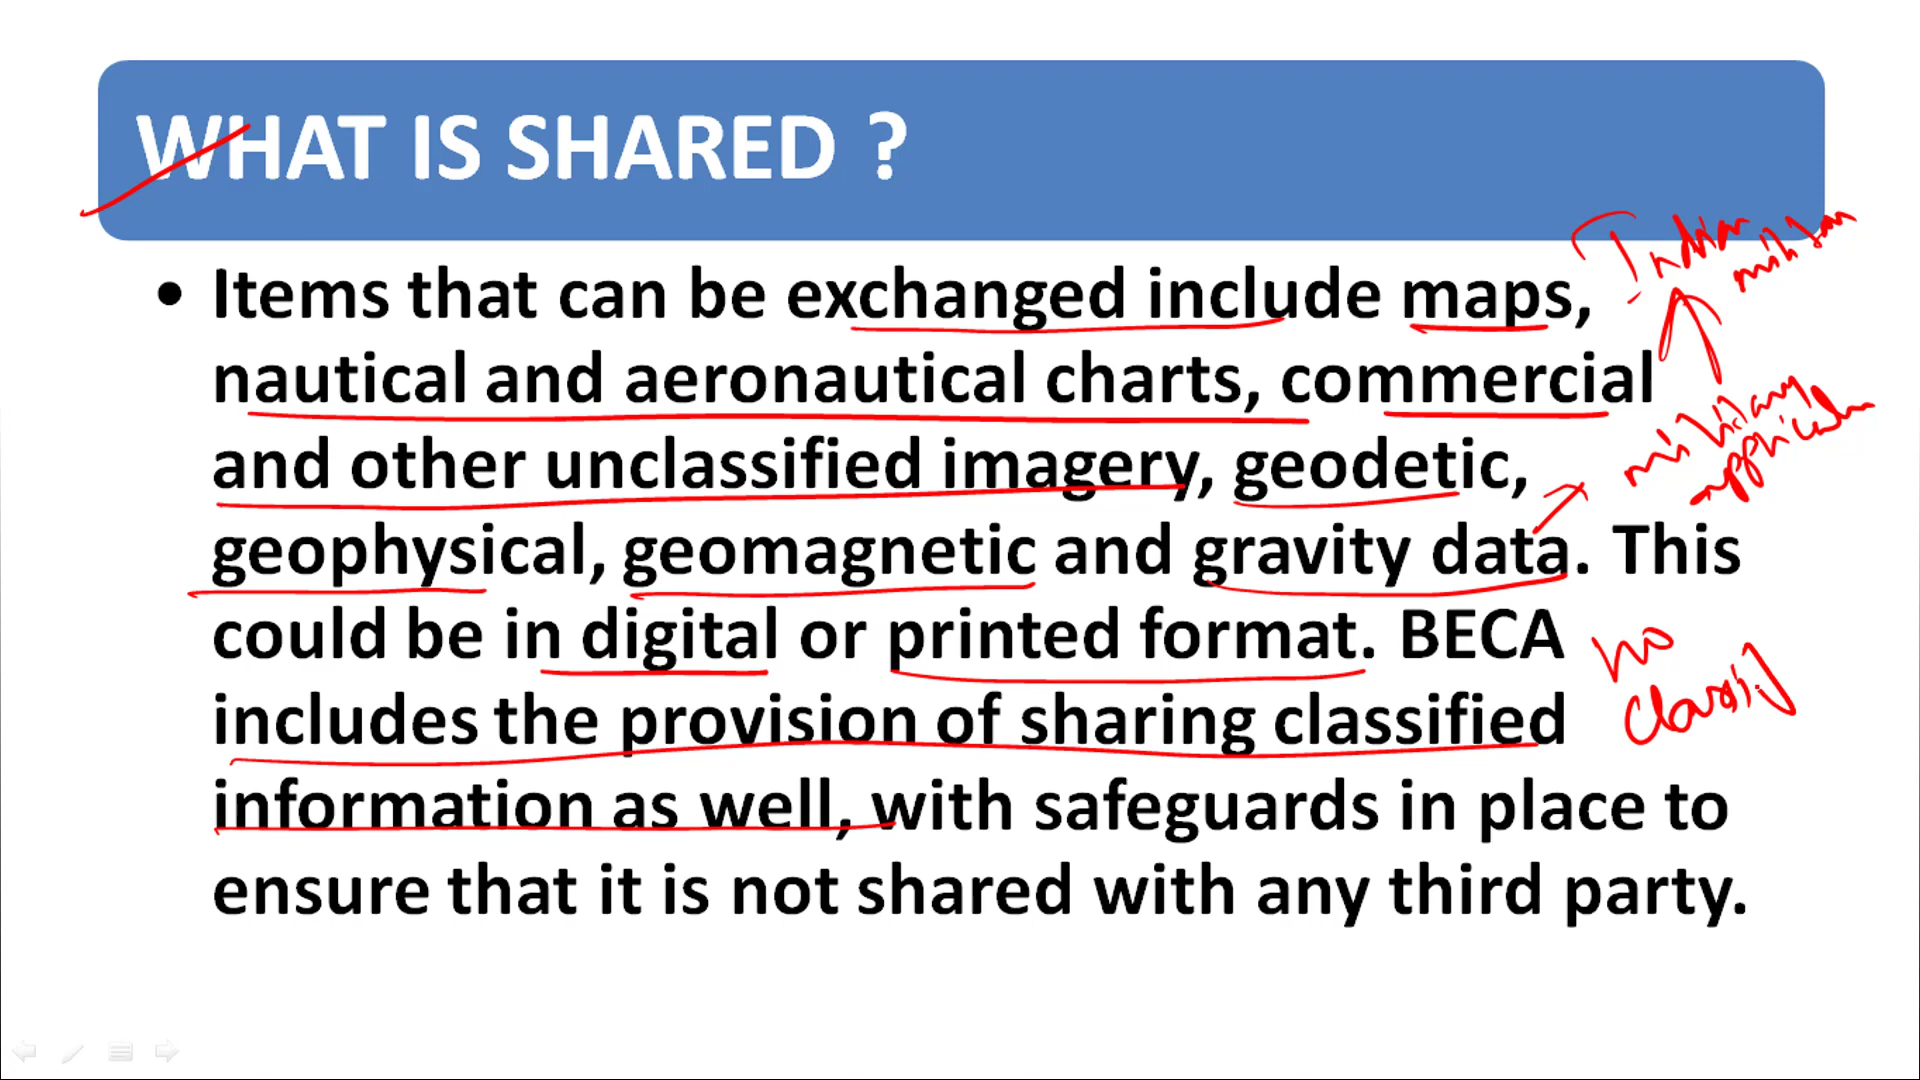 WHAT IS SHARED ?
• Items that can be exchanged include maps,
nautical and aeronautical charts, commercial
and other unclassified imagery, geodetic,
geophysical, geomagnetic and gravity data. This
could be in digital or printed format. BECA
includes the provision of sharing classified
information as well, with safeguards in place to
ensure that it is not shared with any third party.
Indian
military
no